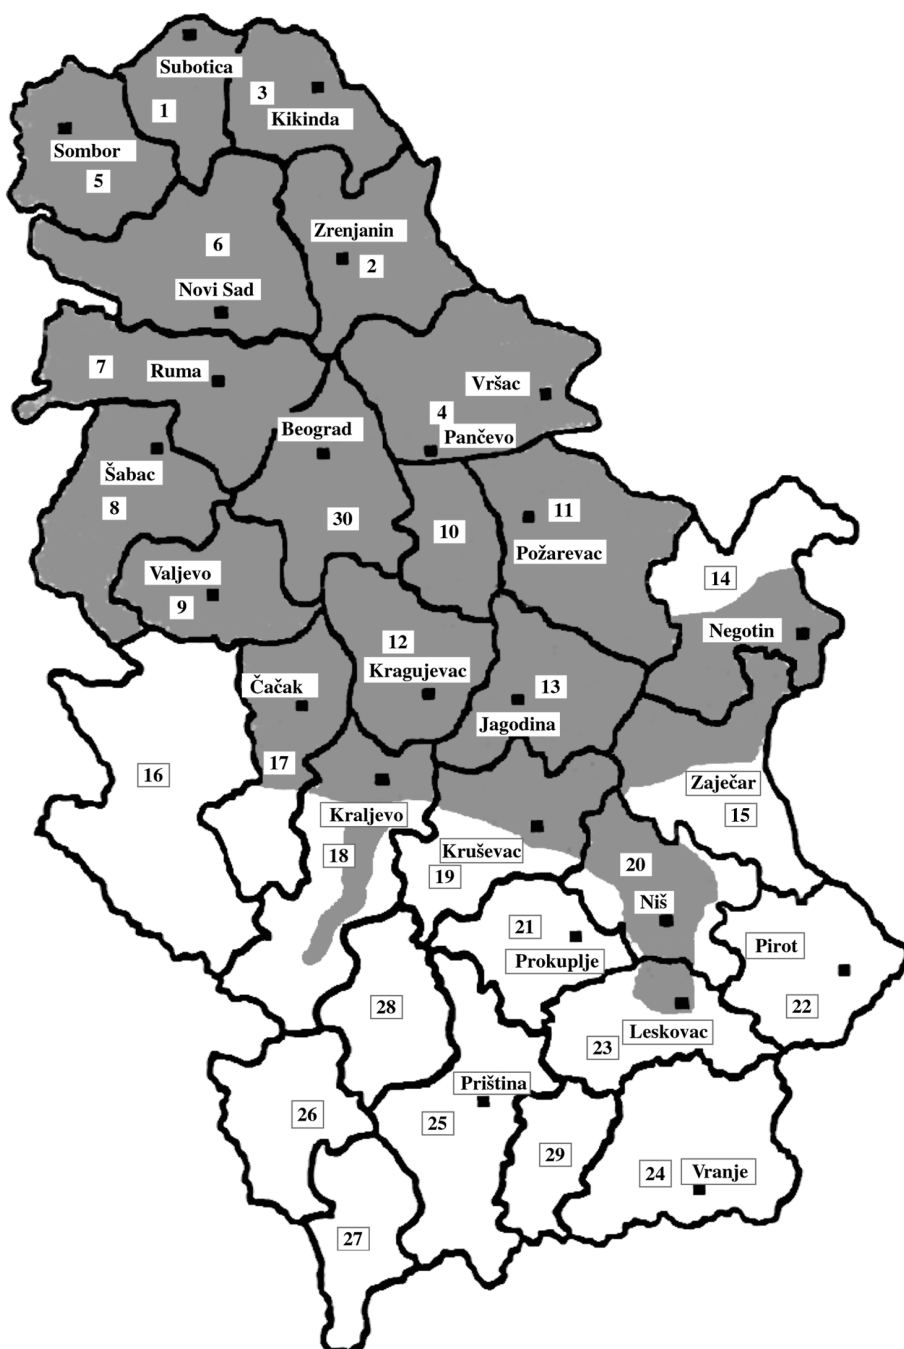 Subotica
1
3
Kikinda
Sombor
5
Zrenjanin
2
6
Novi Sad
7
Ruma
Vršac
4
Pančevo
Beograd
Šabac
8
30
10
11
Požarevac
Valjevo
9
14
Negotin
12
Kragujevac
Čačak
13
Jagodina
16
17
Kraljevo
18
Zaječar
15
Kruševac
19
20
Niš
21
Prokuplje
Pirot
22
28
23
Leskovac
Priština
25
26
29
24
Vranje
27